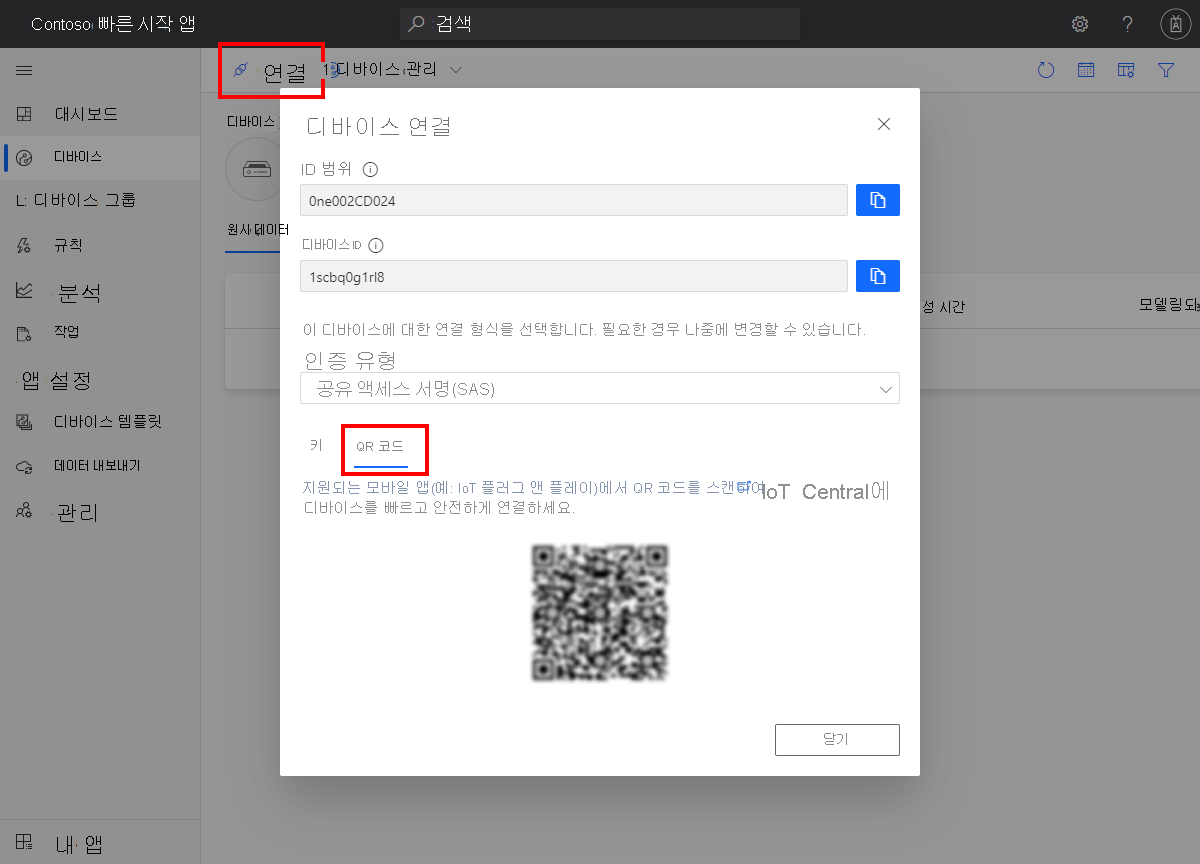 Contoso 빠른 시작 앱
검색
연결
디바이스 관리
대시보드
디바이스
L: 디바이스 그룹
규칙
분석
작업
앱 설정
디바이스 템플릿
데이터 내보내기
관리
내 앱
디바이스
원시 데이터
성 시간
모델링되
디바이스 연결
ID 범위
0ne002CD024
디바이스 ID
1scbq0g1rl8
이 디바이스에 대한 연결 형식을 선택합니다. 필요한 경우 나중에 변경할 수 있습니다.
인증 유형
공유 액세스 서명(SAS)
키
QR 코드
지원되는 모바일 앱(예: IoT 플러그 앤 플레이)에서 QR 코드를 스캔하여 IoT Central에
디바이스를 빠르고 안전하게 연결하세요.
닫기